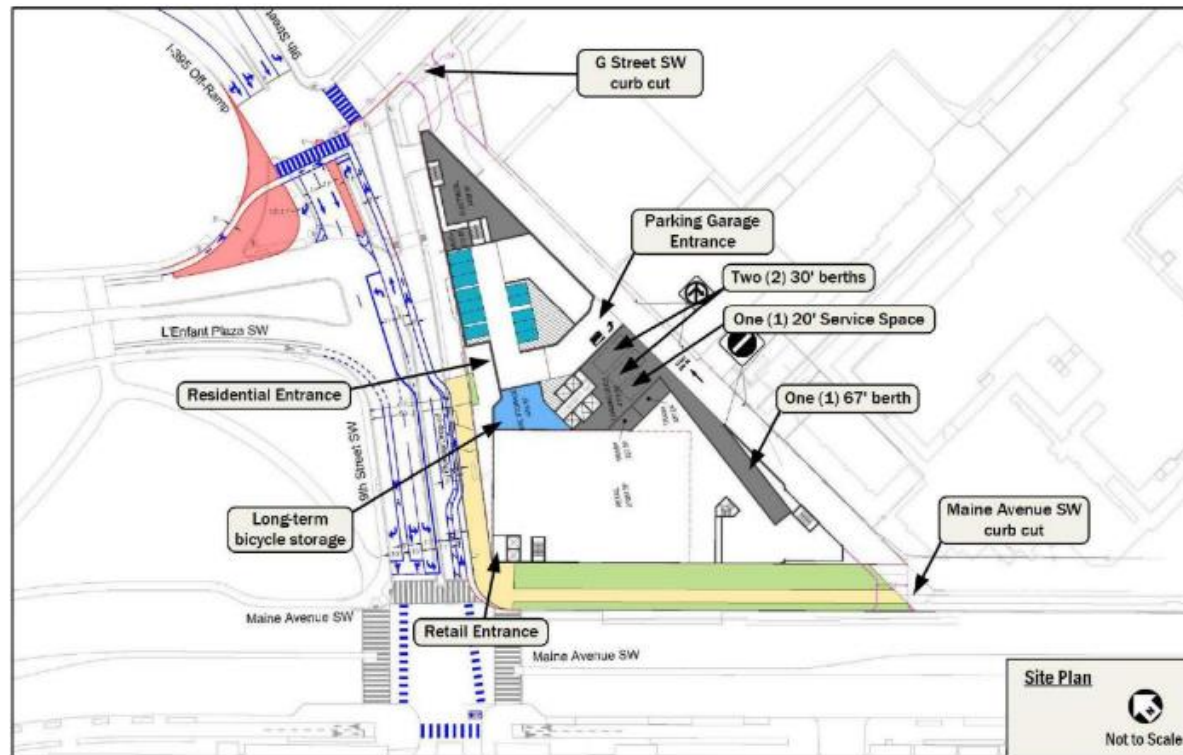 9th Street
I-395 Off-Ramp
G Street SW
curb cut
Parking Garage
Entrance
Two (2) 30' berths
One (1) 20' Service Space
L'Enfant Plaza SW
Residential Entrance
One (1) 67' berth
9th Street SW
Long-term
bicycle storage
Maine Avenue SW
curb cut
Maine Avenue SW
Retail Entrance
Maine Avenue SW
Site Plan
N
Not to Scale